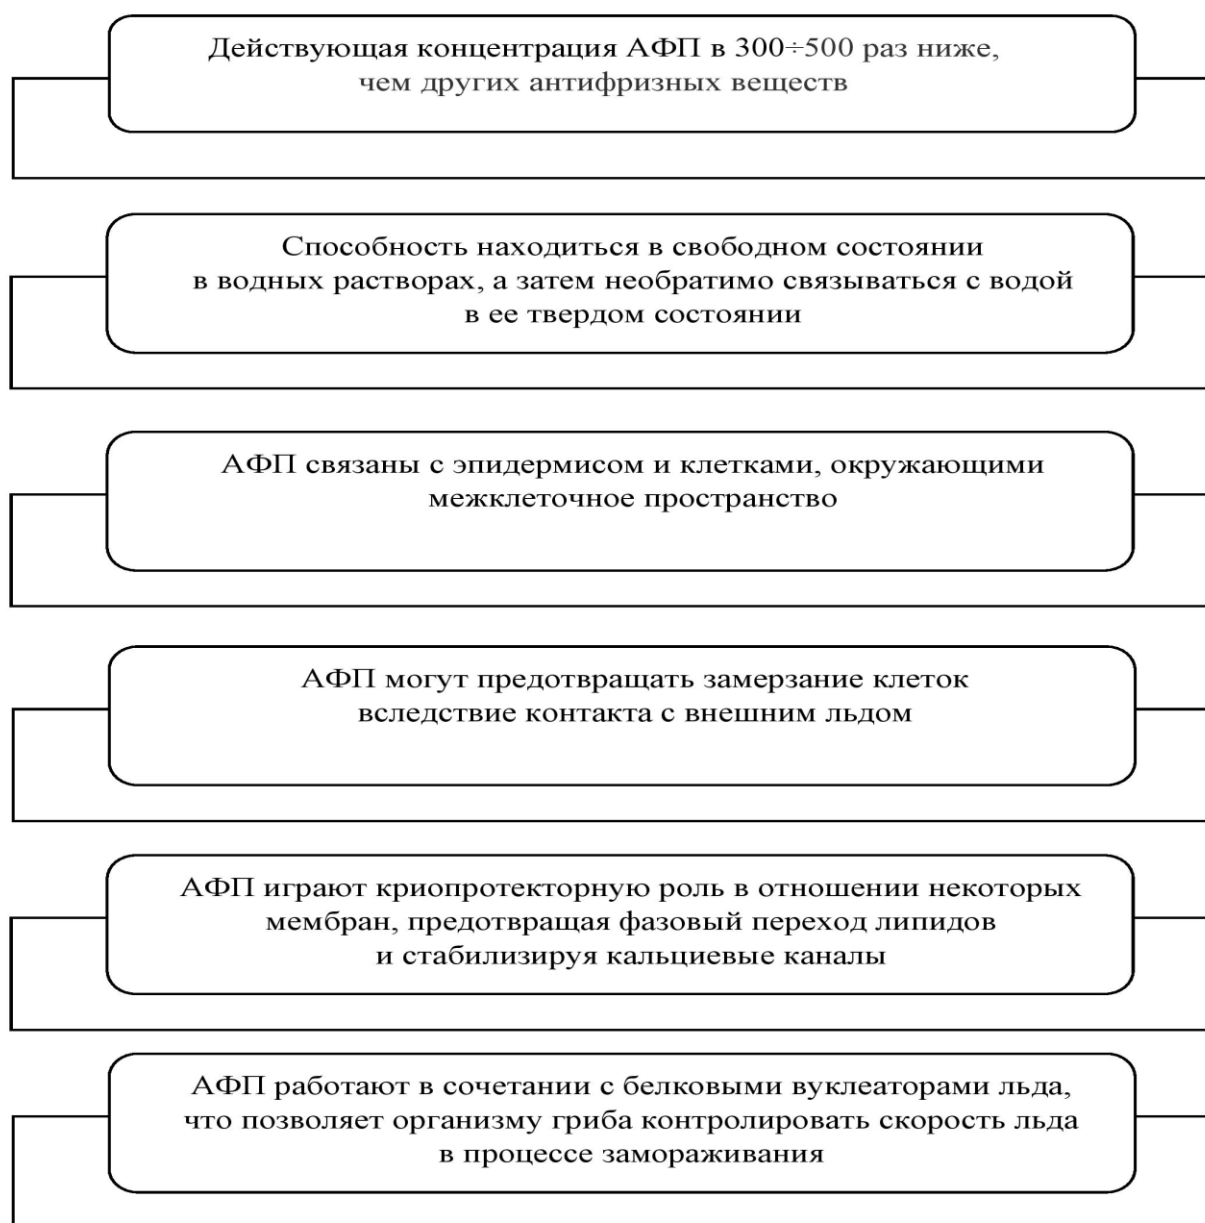 Действующая концентрация АФП в 300÷500 раз ниже,
чем других антифризных веществ
Способность находиться в свободном состоянии
в водных растворах, а затем необратимо связываться с водой
в ее твердом состоянии
АФП связаны с эпидермисом и клетками, окружающими
межклеточное пространство
АФП могут предотвращать замерзание клеток
вследствие контакта с внешним льдом
АФП играют криопротекторную роль в отношении некоторых
мембран, предотвращая фазовый переход липидов
и стабилизируя кальциевые каналы
АФП работают в сочетании с белковыми вуклеаторами льда,
что позволяет организму гриба контролировать скорость льда
в процессе замораживания